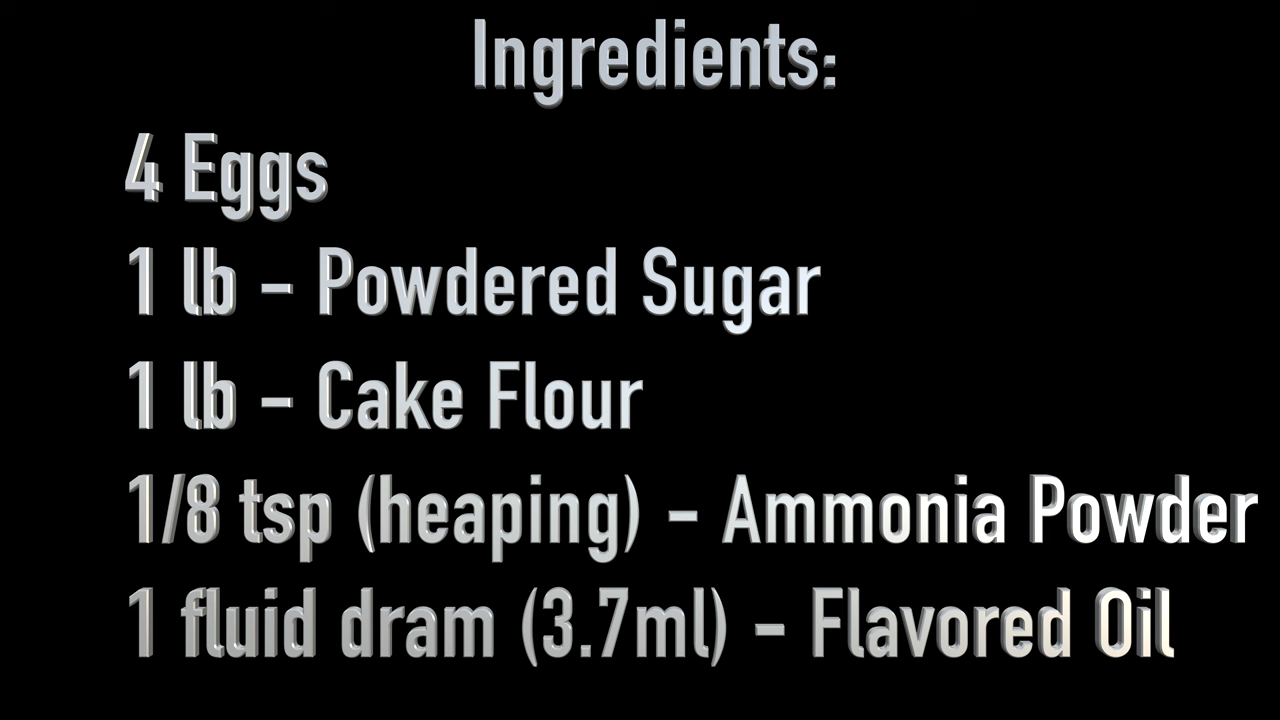 Ingredients:
4 Eggs
1 lb - Powdered Sugar
1 lb - Cake Flour
1/8 tsp (heaping) - Ammonia Powder
1 fluid dram (3.7ml) - Flavored Oil